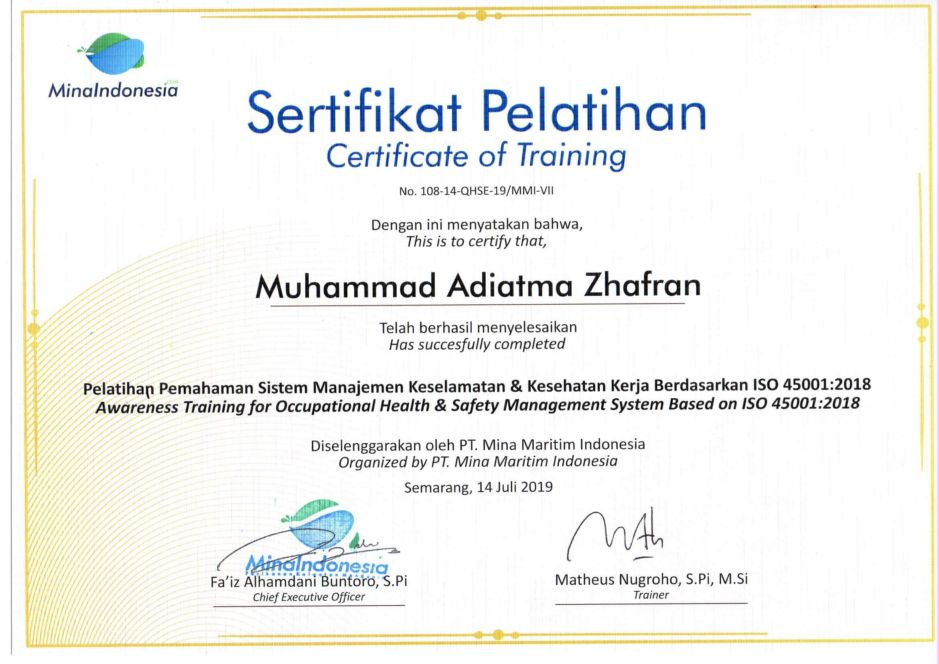 MinaIndonesia
Sertifikat Pelatihan
Certificate of Training
No. 108-14-QHSE-19/MMI-VII
Dengan ini menyatakan bahwa,
This is to certify that,
Muhammad Adiatma Zhafran
Telah berhasil menyelesaikan
Has succesfully completed
Pelatihan Pemahaman Sistem Manajemen Keselamatan & Kesehatan Kerja Berdasarkan ISO 45001:2018
Awareness Training for Occupational Health & Safety Management System Based on ISO 45001:2018
Diselenggarakan oleh PT. Mina Maritim Indonesia
Organized by PT. Mina Maritim Indonesia
Semarang, 14 Juli 2019
MinaIndonesia
Fa'iz Alhamdani Buntoro, S.Pi
Chief Executive Officer
Matheus Nugroho, S.Pi, M.Si
Trainer